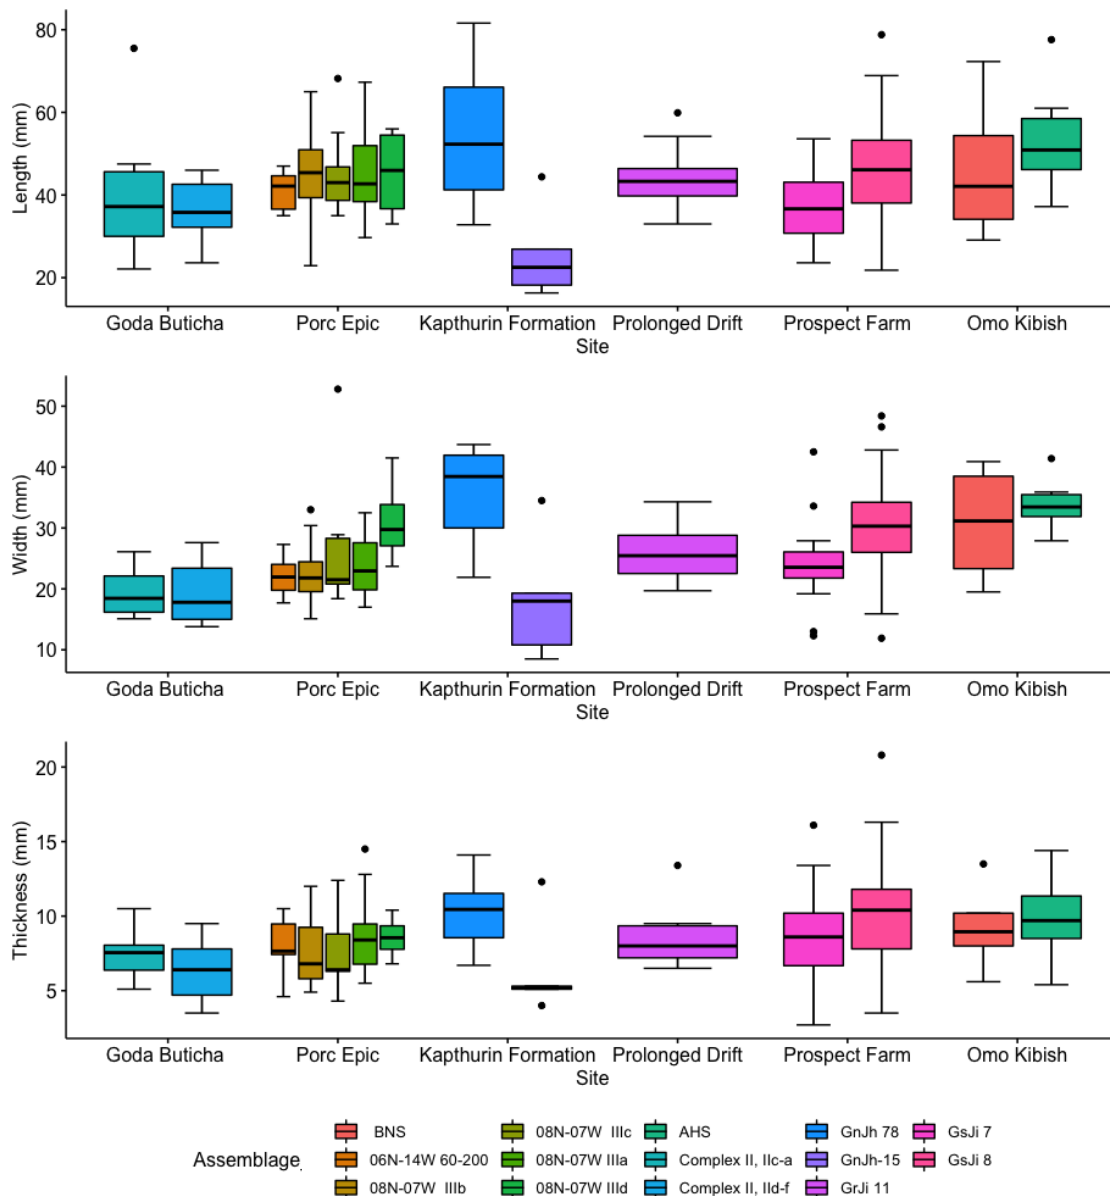 80
60
40
20
Length (mm)
Goda Buticha Porc Epic Kapthurin Formation Prolonged Drift Prospect Farm Omo Kibish
Site
50
40
30
20
10
Width (mm)
Goda Buticha Porc Epic Kapthurin Formation Prolonged Drift Prospect Farm Omo Kibish
Site
20
15
10
5
Thickness (mm)
Goda Buticha Porc Epic Kapthurin Formation Prolonged Drift Prospect Farm Omo Kibish
Site
Assemblage
BNS 08N-07W IIIc AHS GnJh 78 GsJi 7
06N-14W 60-200 08N-07W IIIa Complex II, IIc-a GnJh-15 GsJi 8
08N-07W IIIb 08N-07W IIId Complex II, IId-f GrJi 11